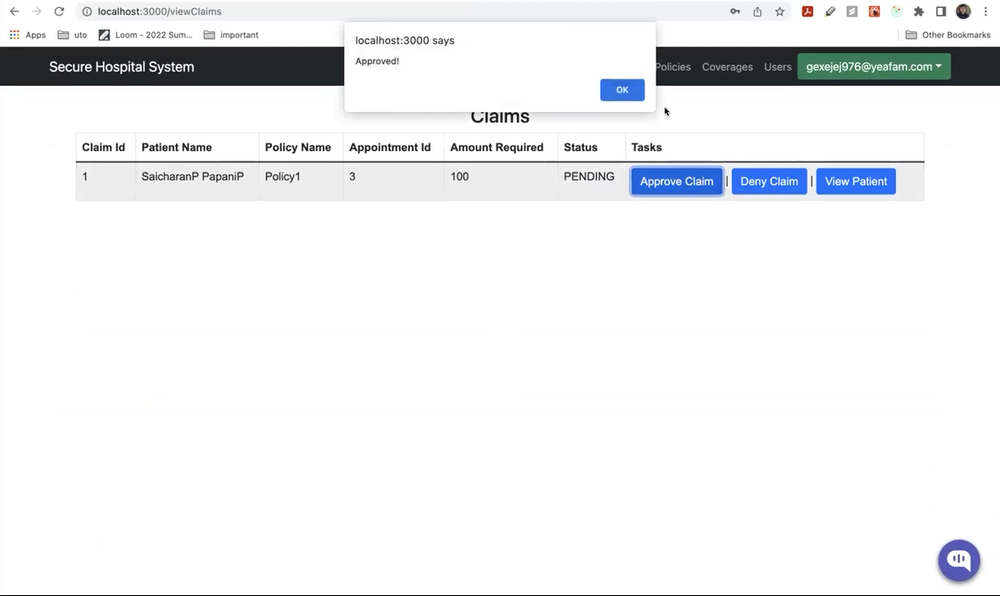 localhost:3000/viewClaims
Apps uto Loom - 2022 Sum... important Other Bookmarks
localhost:3000 says
Approved!
OK
Secure Hospital System Policies Coverages Users gexejej976@yeafam.com
Claims
Claim Id Patient Name Policy Name Appointment Id Amount Required Status Tasks
1 SaicharanP PapaniP Policy1 3 100 PENDING Approve Claim | Deny Claim | View Patient